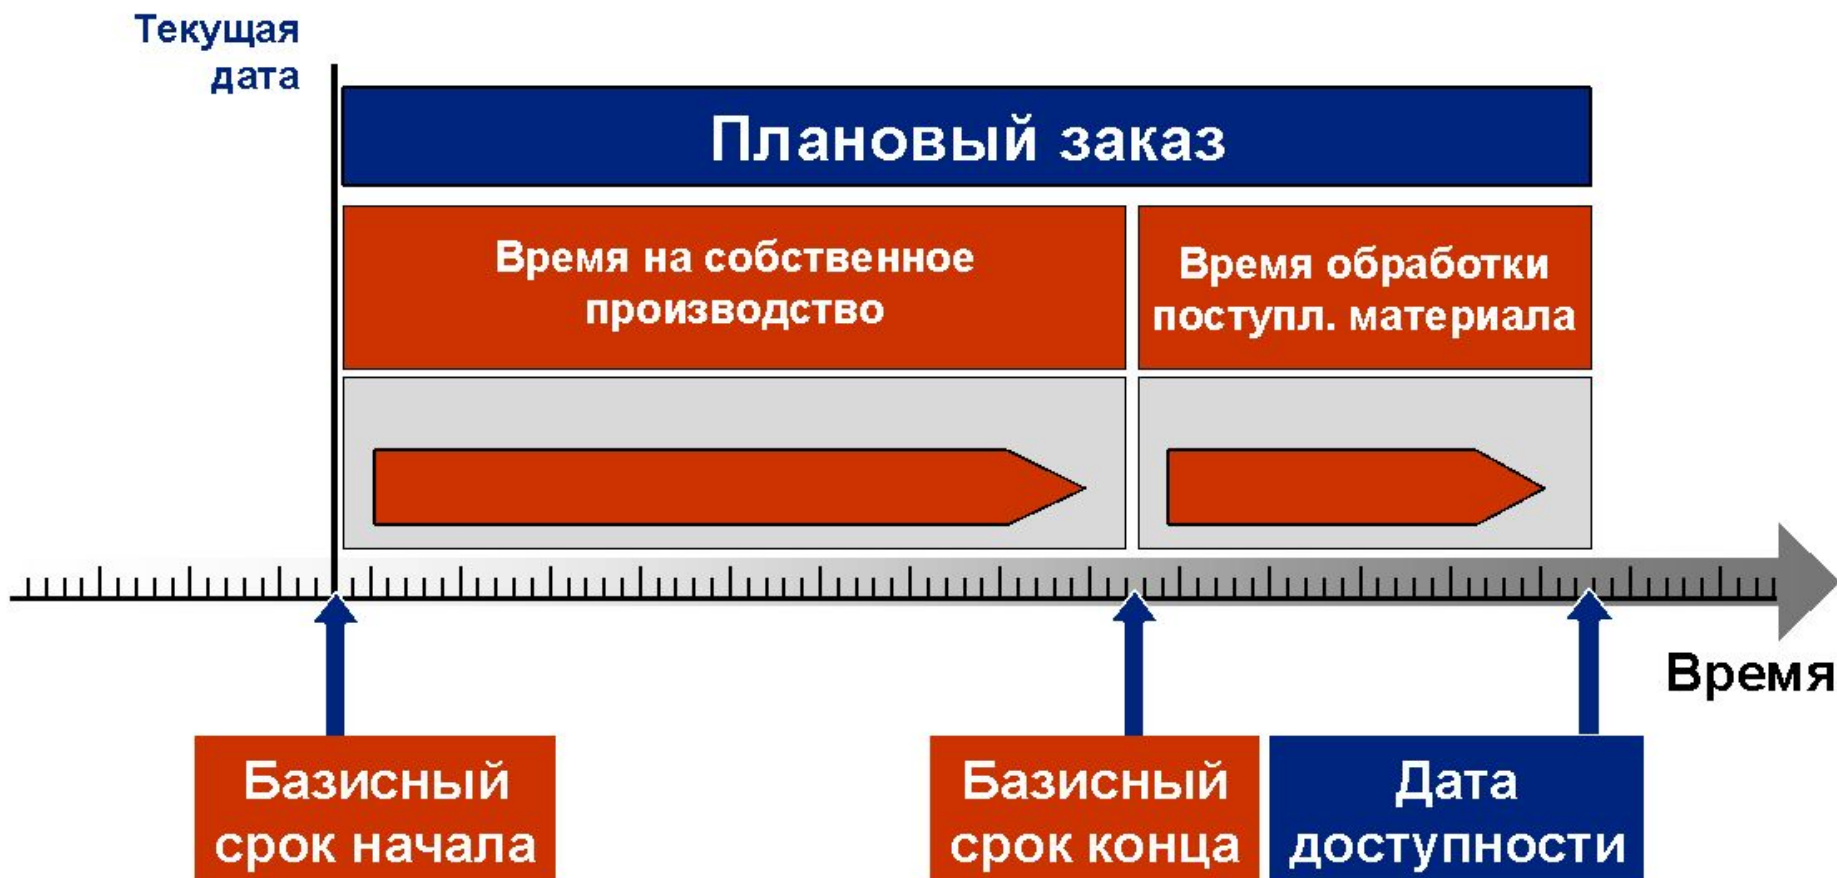 Текущая
дата
Плановый заказ
Время на собственное
производство
Время обработки
поступл. материала
Время
Базисный
срок начала
Базисный
срок конца
Дата
доступности